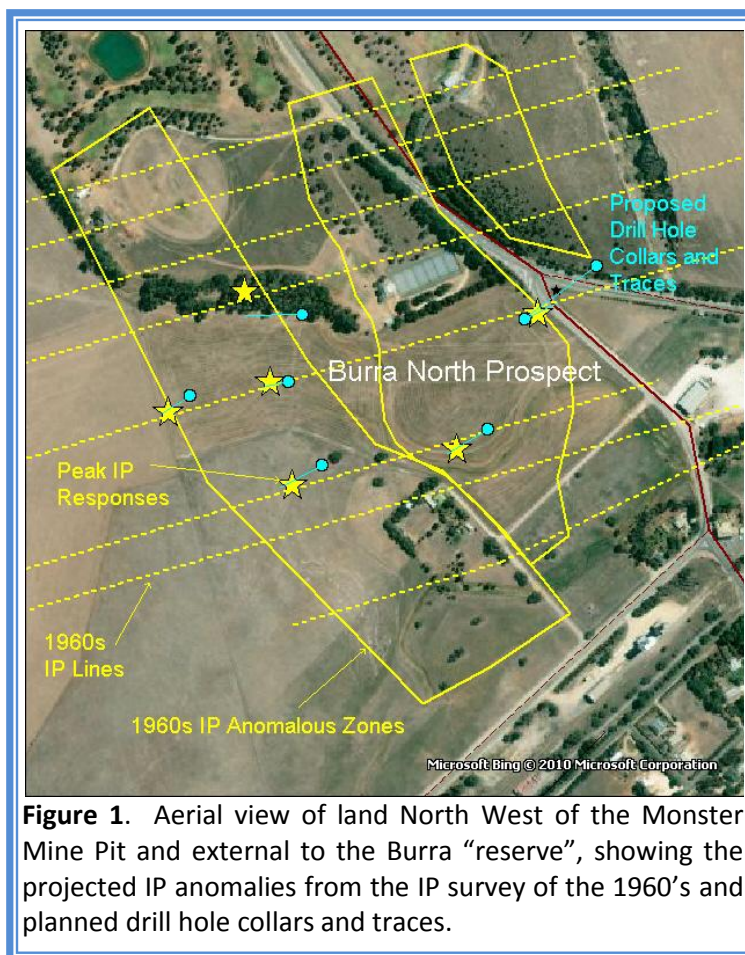 Proposed
Drill Hole
Collars and
Traces
Burra North Prospect
Peak IP
Responses
1960s
IP Lines
1960s IP Anomalous Zones
Microsoft Bing © 2010 Microsoft Corporation
Figure 1. Aerial view of land North West of the Monster
Mine Pit and external to the Burra “reserve”, showing the
projected IP anomalies from the IP survey of the 1960’s and
planned drill hole collars and traces.